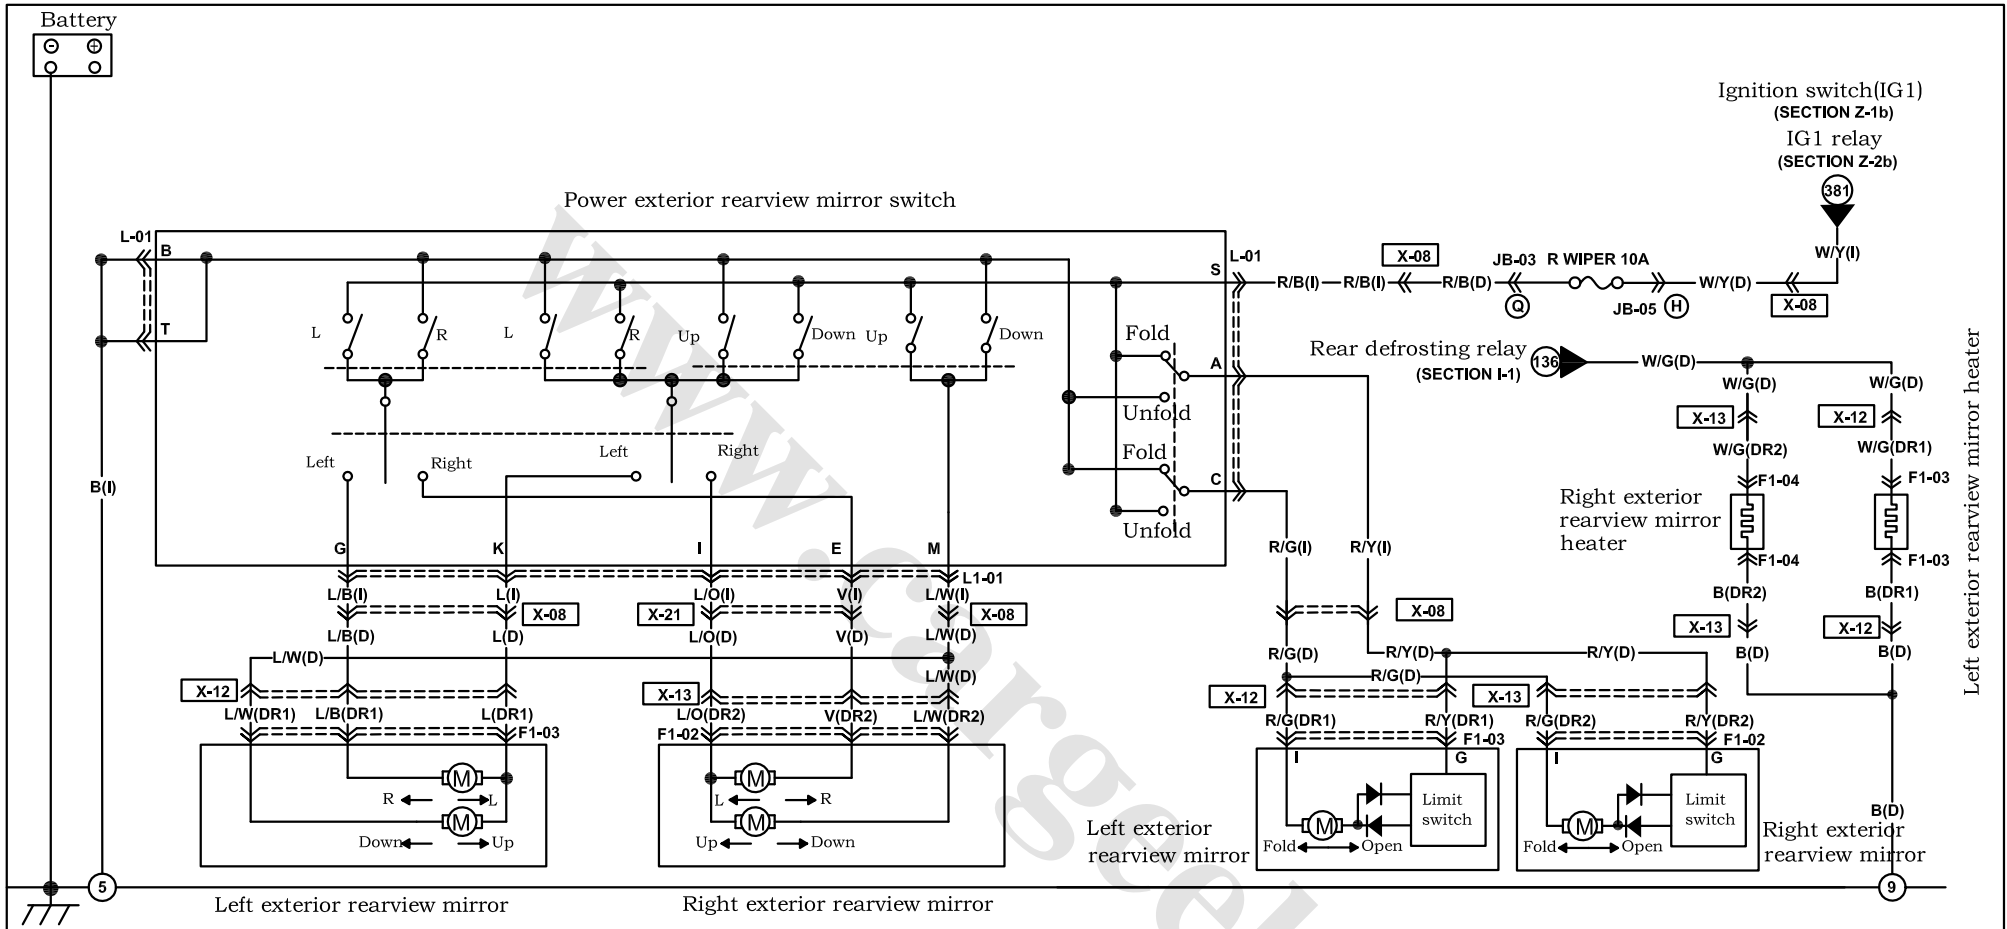 Battery
Ignition switch(IG1)
(SECTION Z-1b)
IG1 relay
(SECTION Z-2b)
381
W/Y(I)
Power exterior rearview mirror switch
L-01
B
T
S
L-01
R/B(I)
R/B(I)
X-08
R/B(D)
JB-03
Q
R WIPER 10A
JB-05
H
W/Y(D)
X-08
L
R
L
R
Up
Down
Up
Down
Fold
A
Unfold
Fold
C
Unfold
Rear defrosting relay
(SECTION I-1)
136
W/G(D)
W/G(D)
W/G(D)
X-13
X-12
W/G(DR2)
W/G(DR1)
F1-04
F1-03
Right exterior
rearview mirror
heater
Left exterior rearview mirror heater
F1-04
F1-03
B(DR2)
B(DR1)
X-13
X-12
B(D)
B(D)
B(D)
Left
Right
Left
Right
B(I)
G
K
I
E
M
L1-01
L/B(I)
L(I)
L/O(I)
V(I)
L/W(I)
X-08
X-21
X-08
L/B(D)
L(D)
L/O(D)
V(D)
L/W(D)
L/W(D)
L/W(D)
X-12
X-13
L/W(DR1)
L/B(DR1)
L(DR1)
L/O(DR2)
V(DR2)
L/W(DR2)
F1-03
F1-02
M
R
L
M
Down
Up
M
L
R
M
Up
Down
R/G(I)
R/Y(I)
X-08
R/G(D)
R/Y(D)
R/Y(D)
R/G(D)
X-12
X-13
R/G(DR1)
R/Y(DR1)
R/G(DR2)
R/Y(DR2)
F1-03
F1-02
I
G
I
G
Limit
switch
M
Fold
Open
Limit
switch
M
Fold
Open
Left exterior
rearview mirror
Right exterior
rearview mirror
5
9
Left exterior rearview mirror
Right exterior rearview mirror